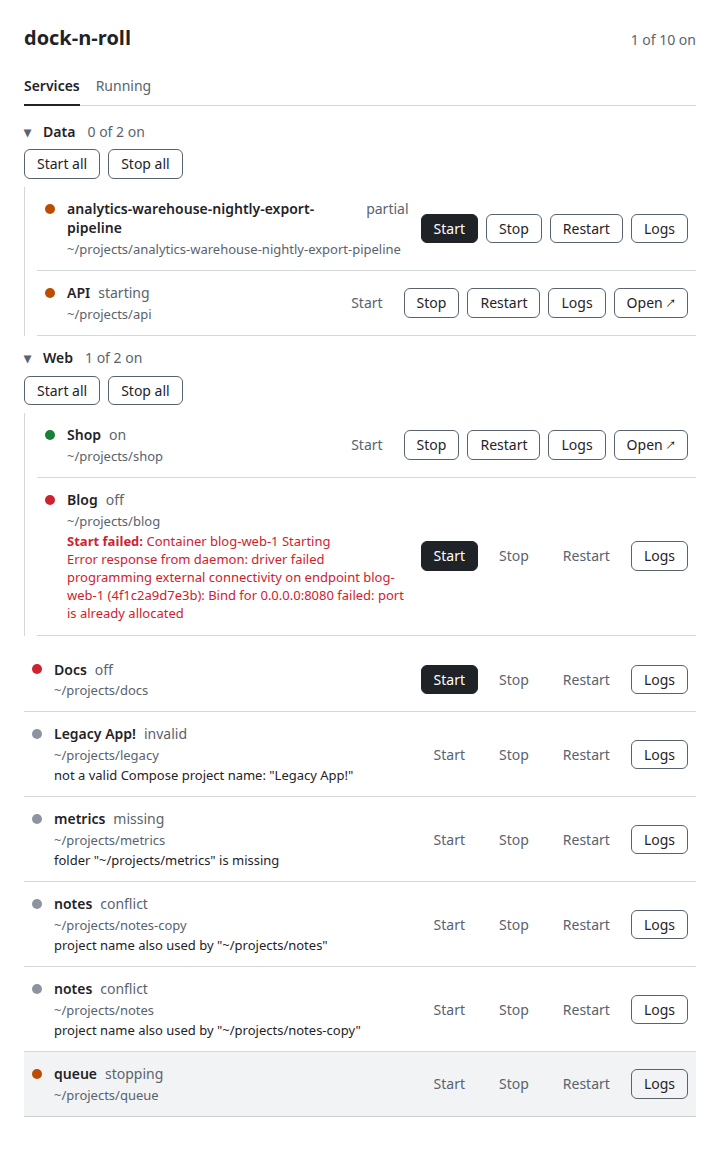 dock-n-roll
1 of 10 on
Services Running
▼ Data 0 of 2 on
Start all Stop all
analytics-warehouse-nightly-export-
pipeline
partial
~/projects/analytics-warehouse-nightly-export-pipeline
Start Stop Restart Logs
API starting
~/projects/api
Start Stop Restart Logs Open ↗
▼ Web 1 of 2 on
Start all Stop all
Shop on
~/projects/shop
Start Stop Restart Logs Open ↗
Blog off
~/projects/blog
Start failed: Container blog-web-1 Starting
Error response from daemon: driver failed
programming external connectivity on endpoint blog-
web-1 (4f1c2a9d7e3b): Bind for 0.0.0.0:8080 failed: port
is already allocated
Start Stop Restart Logs
Docs off
~/projects/docs
Start Stop Restart Logs
Legacy App! invalid
~/projects/legacy
not a valid Compose project name: "Legacy App!"
Start Stop Restart Logs
metrics missing
~/projects/metrics
folder "~/projects/metrics" is missing
Start Stop Restart Logs
notes conflict
~/projects/notes-copy
project name also used by "~/projects/notes"
Start Stop Restart Logs
notes conflict
~/projects/notes
project name also used by "~/projects/notes-copy"
Start Stop Restart Logs
queue stopping
~/projects/queue
Start Stop Restart Logs